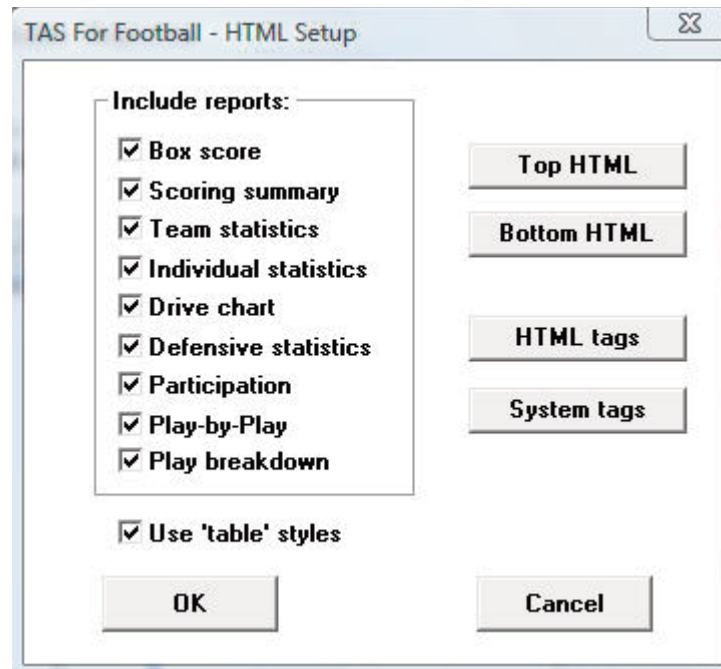 TAS For Football - HTML Setup
Include reports:
Box score
Scoring summary
Team statistics
Individual statistics
Drive chart
Defensive statistics
Participation
Play-by-Play
Play breakdown
Use 'table' styles
Top HTML
Bottom HTML
HTML tags
System tags
OK
Cancel